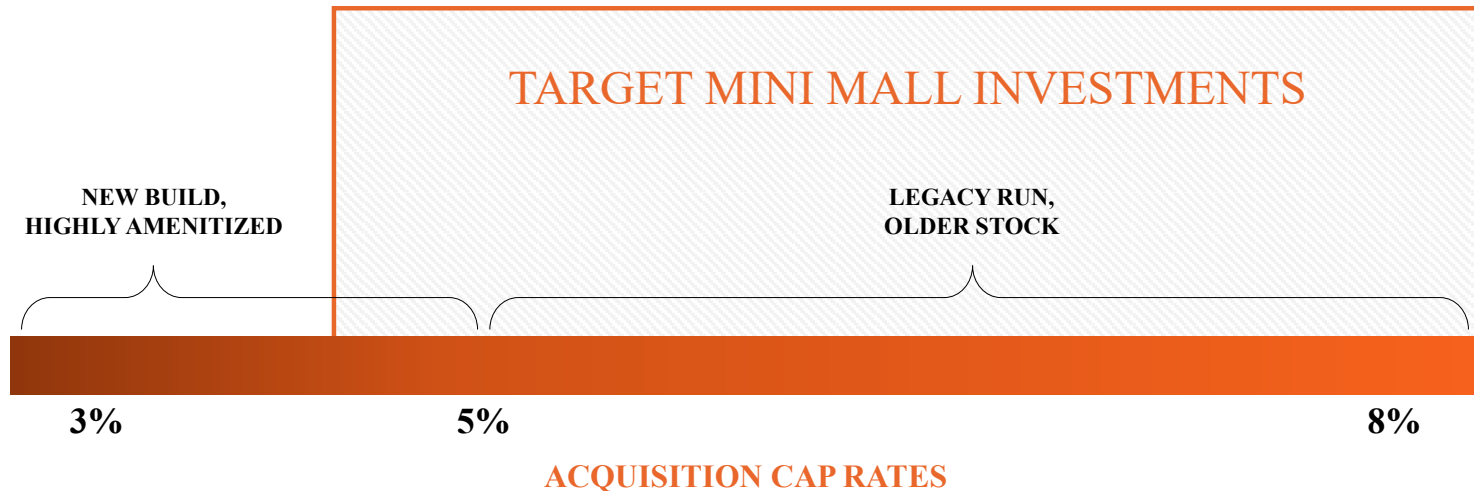 TARGET MINI MALL INVESTMENTS
NEW BUILD,
HIGHLY AMENITIZED
LEGACY RUN,
OLDER STOCK
3%
5%
8%
ACQUISITION CAP RATES